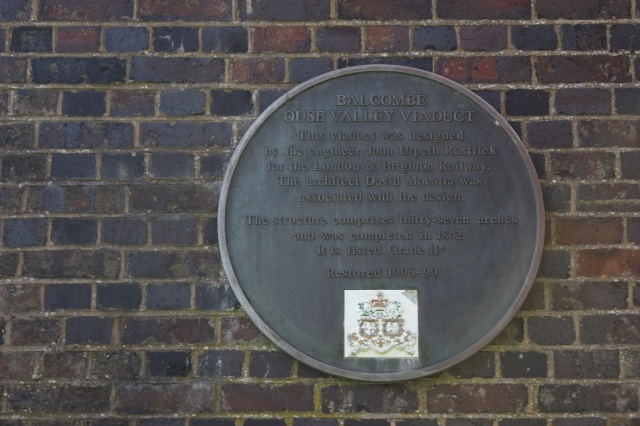 BALCOMBE
OUSE VALLEY VIADUCT
This viaduct was designed
by the engineer John Urpeth Rastrick
for the London & Brighton Railway.
The architect David Mocatta was
associated with the design.
The structure comprises thirty-seven arches
and was completed in 1842.
It is listed Grade II*
Restored 1996-99